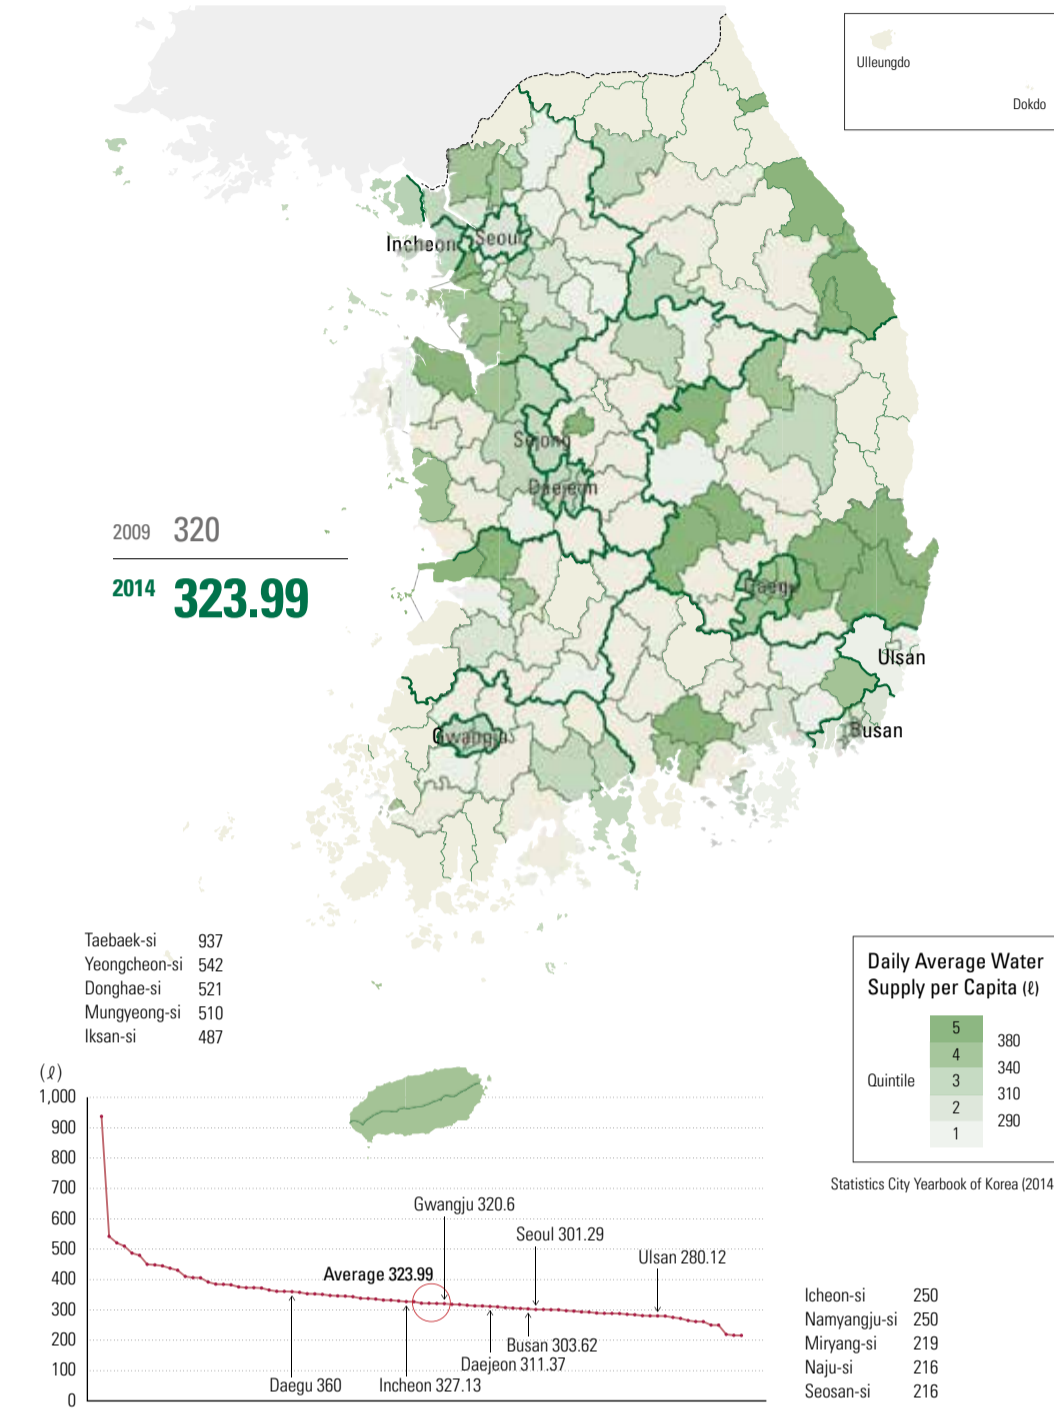 Ulleungdo
Dokdo
Incheon
Seoul
Sejong
Daejeon
2009 320
2014 323.99
Daegu
Ulsan
Gwangju
Busan
Taebaek-si 937
Yeongcheon-si 542
Donghae-si 521
Mungyeong-si 510
Iksan-si 487
Daily Average Water
Supply per Capita (ℓ)
Quintile
5
4
3
2
1
380
340
310
290
Statistics City Yearbook of Korea (2014
(ℓ)
1,000
900
800
700
600
500
400
300
200
100
0
Gwangju 320.6
Seoul 301.29
Ulsan 280.12
Average 323.99
Busan 303.62
Daejeon 311.37
Daegu 360
Incheon 327.13
Icheon-si 250
Namyangju-si 250
Miryang-si 219
Naju-si 216
Seosan-si 216